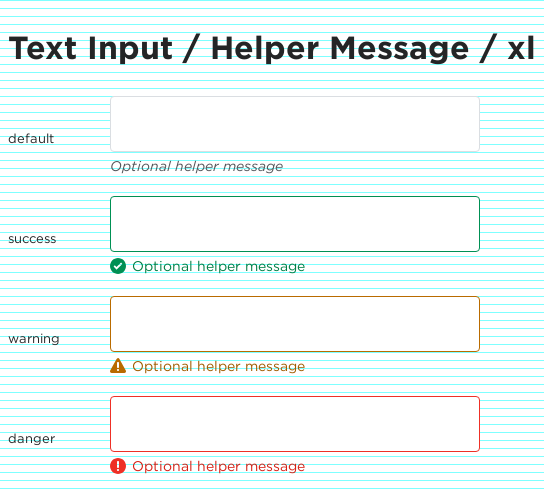 Text Input / Helper Message / xl
default
Optional helper message
success
Optional helper message
warning
Optional helper message
danger
Optional helper message